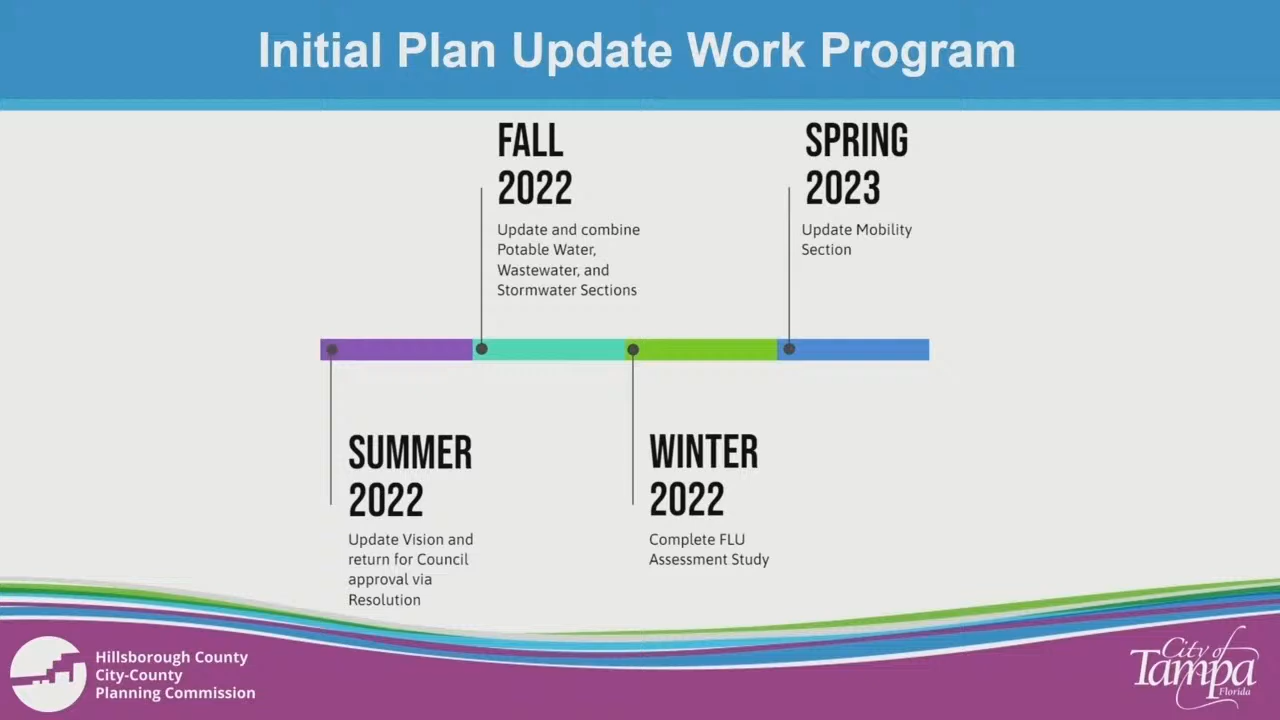 Initial Plan Update Work Program
FALL
2022
Update and combine
Potable Water,
Wastewater, and
Stormwater Sections
SPRING
2023
Update Mobility
Section
SUMMER
2022
Update Vision and
return for Council
approval via
Resolution
WINTER
2022
Complete FLU
Assessment Study
Hillsborough County
City-County
Planning Commission
City of
Tampa
Florida